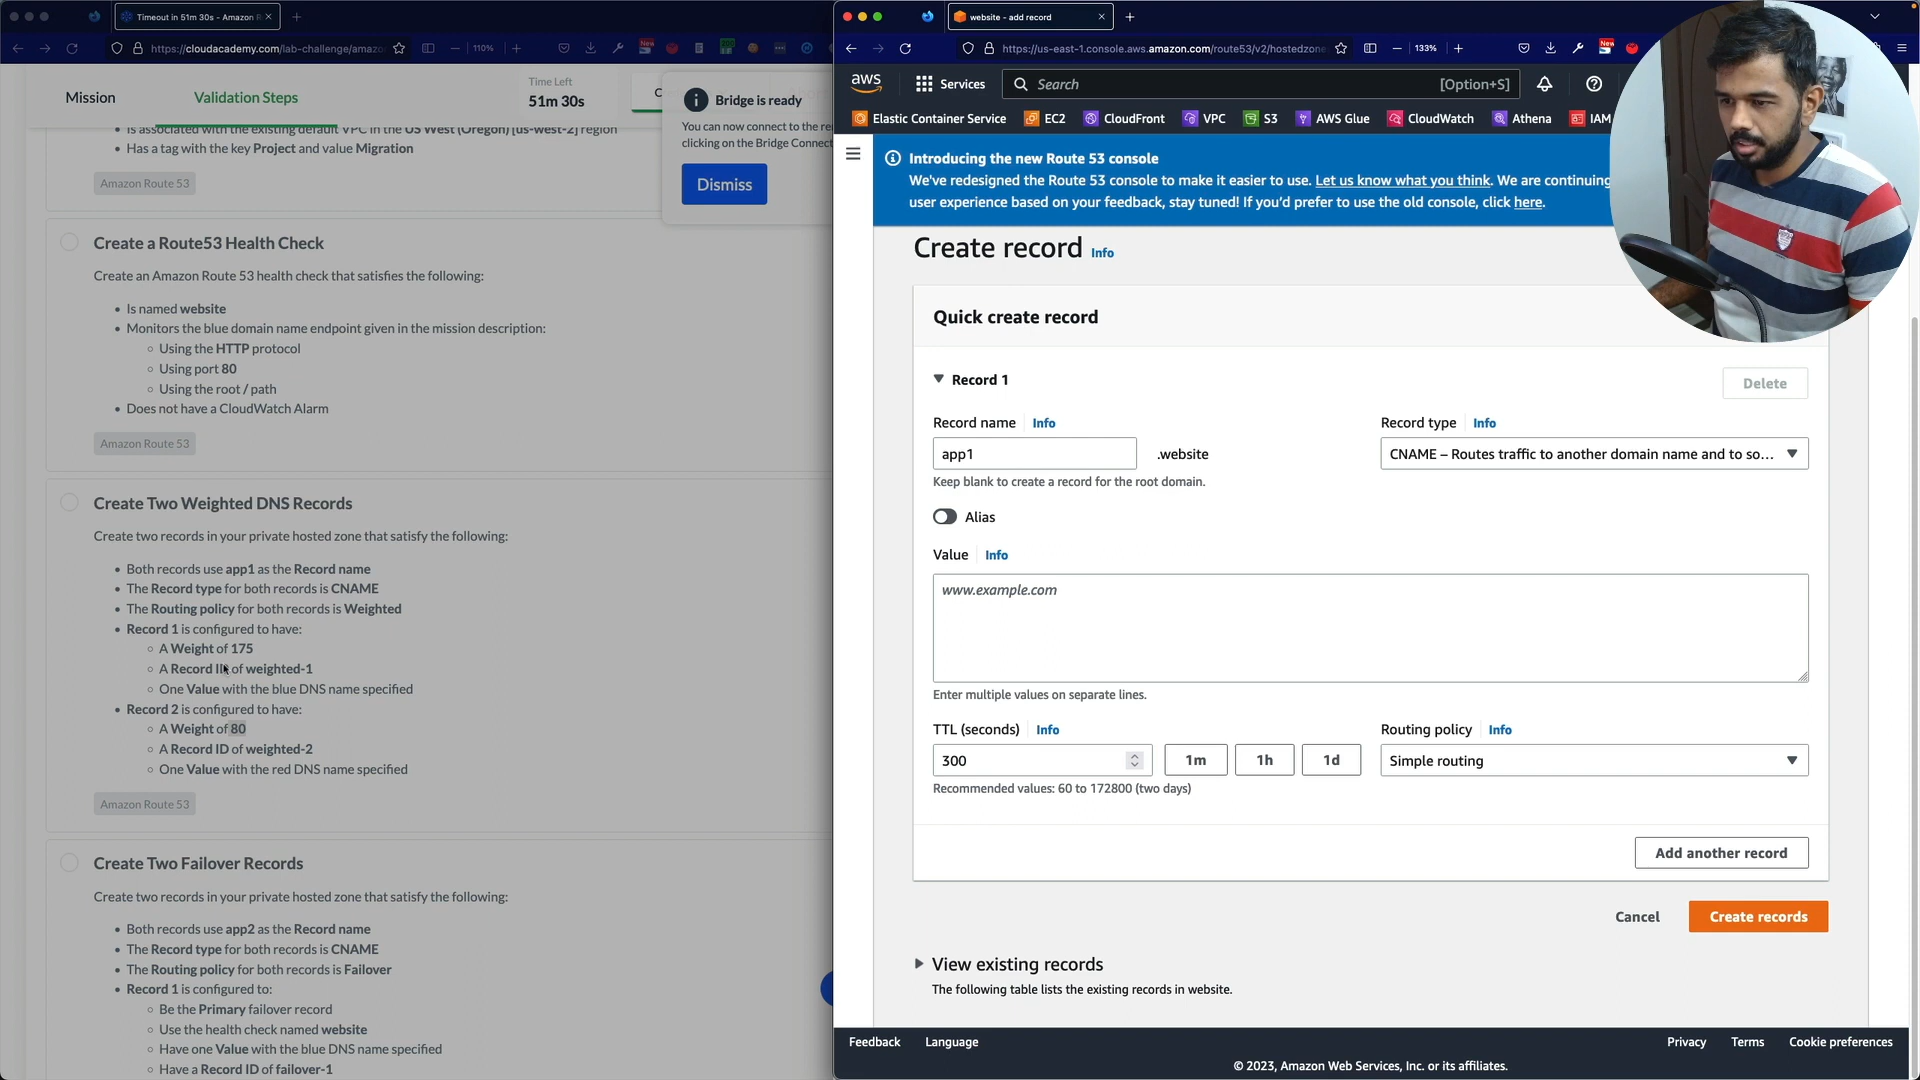 Timeout in 51m 30s - Amazon R
https://cloudacademy.com/lab-challenge/amazo
110%
Mission
Validation Steps
Time Left
51m 30s
Bridge is ready
You can now connect to the re
clicking on the Bridge Connect
Dismiss
Is associated with the existing default VPC in the US West (Oregon) [us-west-2] region
Has a tag with the key Project and value Migration
Amazon Route 53
Create a Route53 Health Check
Create an Amazon Route 53 health check that satisfies the following:
Is named website
Monitors the blue domain name endpoint given in the mission description:
Using the HTTP protocol
Using port 80
Using the root / path
Does not have a CloudWatch Alarm
Amazon Route 53
Create Two Weighted DNS Records
Create two records in your private hosted zone that satisfy the following:
Both records use app1 as the Record name
The Record type for both records is CNAME
The Routing policy for both records is Weighted
Record 1 is configured to have:
A Weight of 175
A Record ID of weighted-1
One Value with the blue DNS name specified
Record 2 is configured to have:
A Weight of 80
A Record ID of weighted-2
One Value with the red DNS name specified
Amazon Route 53
Create Two Failover Records
Create two records in your private hosted zone that satisfy the following:
Both records use app2 as the Record name
The Record type for both records is CNAME
The Routing policy for both records is Failover
Record 1 is configured to:
Be the Primary failover record
Use the health check named website
Have one Value with the blue DNS name specified
Have a Record ID of failover-1
website - add record
https://us-east-1.console.aws.amazon.com/route53/v2/hostedzone
133%
New
aws
Services
Search
[Option+S]
Elastic Container Service
EC2
CloudFront
VPC
S3
AWS Glue
CloudWatch
Athena
IAM
Introducing the new Route 53 console
We've redesigned the Route 53 console to make it easier to use. Let us know what you think. We are continuing
user experience based on your feedback, stay tuned! If you'd prefer to use the old console, click here.
Create record Info
Quick create record
Record 1
Delete
Record name Info
Record type Info
app1
.website
CNAME – Routes traffic to another domain name and to so...
Keep blank to create a record for the root domain.
Alias
Value Info
www.example.com
Enter multiple values on separate lines.
TTL (seconds) Info
Routing policy Info
300
1m
1h
1d
Simple routing
Recommended values: 60 to 172800 (two days)
Add another record
Cancel
Create records
View existing records
The following table lists the existing records in website.
Feedback
Language
Privacy
Terms
Cookie preferences
© 2023, Amazon Web Services, Inc. or its affiliates.